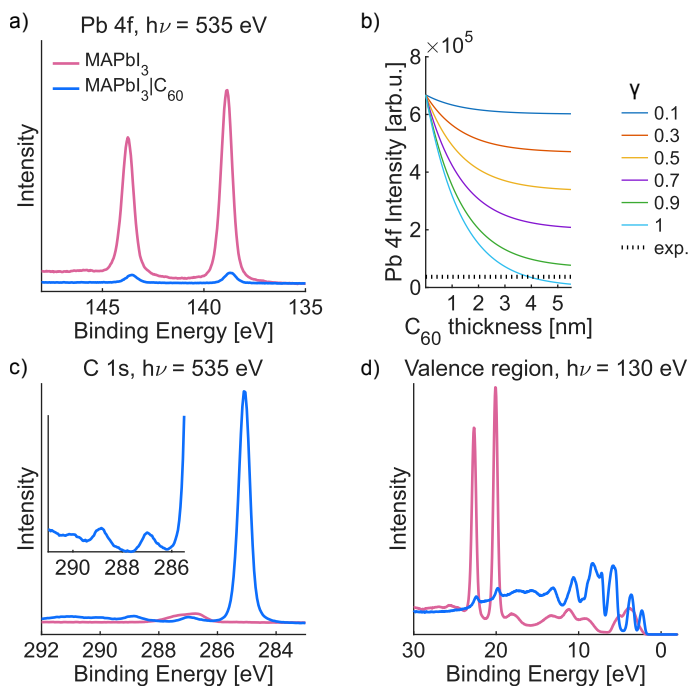 a)
Pb 4f, hν = 535 eV
MAPbI₃
MAPbI₃|C₆₀
Intensity
145
140
135
Binding Energy [eV]
b)
×10⁵
8
6
4
2
0
Pb 4f Intensity [arb.u.]
1
2
3
4
5
C₆₀ thickness [nm]
γ
0.1
0.3
0.5
0.7
0.9
1
exp.
c)
C 1s, hν = 535 eV
Intensity
290
288
286
292
290
288
286
284
Binding Energy [eV]
d)
Valence region, hν = 130 eV
Intensity
30
20
10
0
Binding Energy [eV]